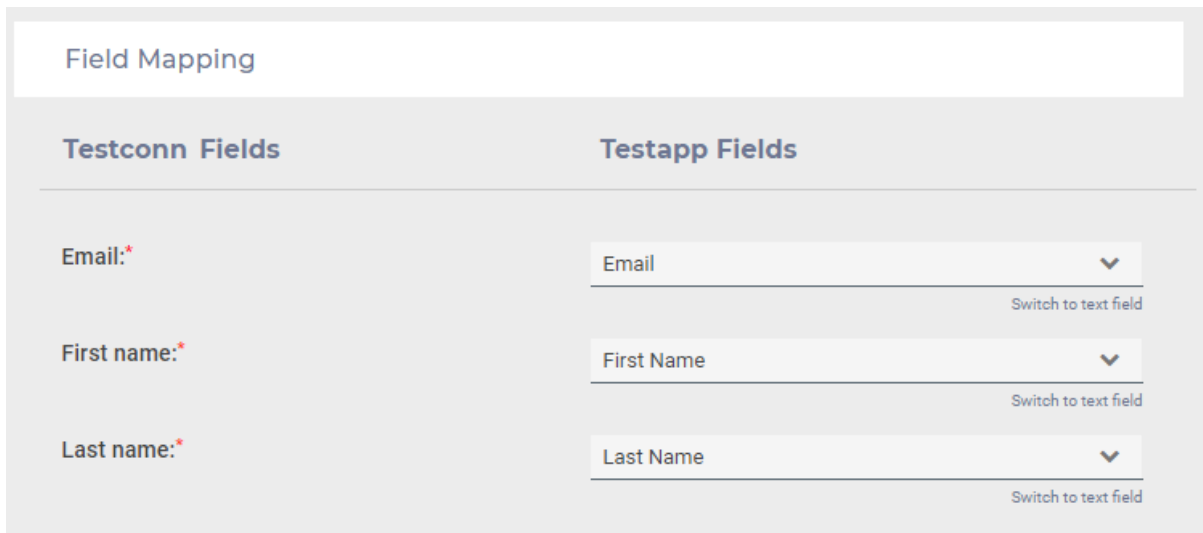 Field Mapping
Testconn Fields Testapp Fields
Email:* Email
Switch to text field
First name:* First Name
Switch to text field
Last name:* Last Name
Switch to text field